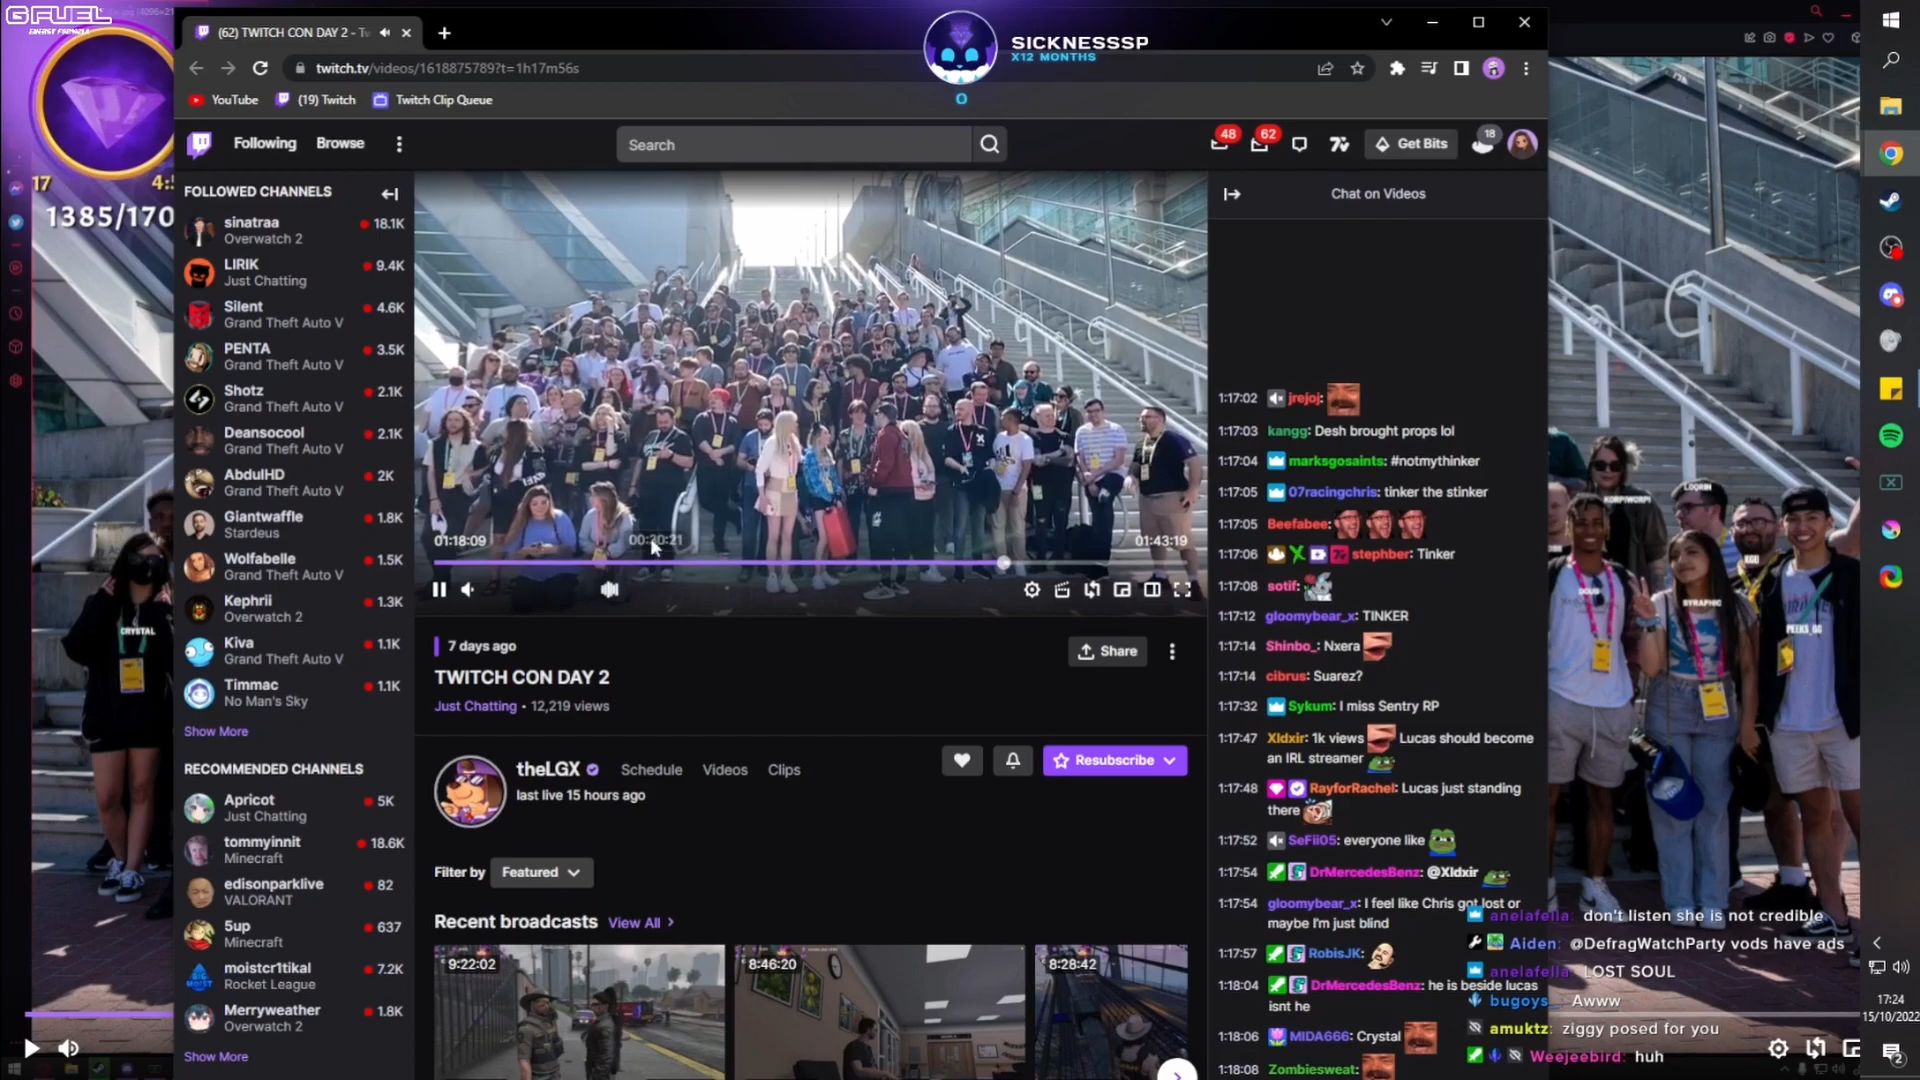 G FUEL
ENERGY FORMULA
17
1385/170
(62) TWITCH CON DAY 2 - Tw
SICKNESSSP
X12 MONTHS
twitch.tv/videos/1618875789?t=1h17m56s
YouTube
(19) Twitch
Twitch Clip Queue
Following
Browse
Search
48
62
Get Bits
18
FOLLOWED CHANNELS
sinatraa
18.1K
Overwatch 2
LIRIK
9.4K
Just Chatting
Silent
4.6K
Grand Theft Auto V
PENTA
3.5K
Grand Theft Auto V
Shotz
2.1K
Grand Theft Auto V
Deansocool
2.1K
Grand Theft Auto V
AbdulHD
2K
Grand Theft Auto V
Giantwaffle
1.8K
Stardeus
Wolfabelle
1.5K
Grand Theft Auto V
Kephrii
1.3K
Overwatch 2
Kiva
1.1K
Grand Theft Auto V
Timmac
1.1K
No Man's Sky
Show More
RECOMMENDED CHANNELS
Apricot
5K
Just Chatting
tommyinnit
18.6K
Minecraft
edisonparklive
82
VALORANT
5up
637
Minecraft
moistcr1tikal
7.2K
Rocket League
Merryweather
1.8K
Overwatch 2
Show More
01:18:09
00:30:21
01:43:19
7 days ago
Share
TWITCH CON DAY 2
Just Chatting • 12,219 views
theLGX
Schedule
Videos
Clips
last live 15 hours ago
Resubscribe
Filter by
Featured
Recent broadcasts
View All
9:22:02
8:46:20
8:28:42
Chat on Videos
1:17:02 jrejoj:
1:17:03 kangg: Desh brought props lol
1:17:04 marksgosaints: #notmythinker
1:17:05 07racingchris: tinker the stinker
1:17:05 Beefabee:
1:17:06 stephber: Tinker
1:17:08 sotif:
1:17:12 gloomybear_x: TINKER
1:17:14 Shinbo_: Nxera
1:17:14 cibrus: Suarez?
1:17:32 Sykum: I miss Sentry RP
1:17:47 Xldxir: 1k views Lucas should become
an IRL streamer
1:17:48 RayforRachel: Lucas just standing
there
1:17:52 SeFii05: everyone like
1:17:54 DrMercedesBenz: @Xldxir
1:17:54 gloomybear_x: I feel like Chris got lost or
maybe I'm just blind
1:17:57 RobisJK:
1:18:04 DrMercedesBenz: he is beside lucas
isnt he
1:18:06 MIDA666: Crystal
1:18:08 Zombiesweat:
anelafella: don't listen she is not credible
Aiden: @DefragWatchParty vods have ads
anelafella: LOST SOUL
bugoys_: Awww
amuktz: ziggy posed for you
Weejeebird: huh
CRYSTAL
KORPIWORPI
LOQRIN
DOUG
SYRAPHIC
KGU
PEEKS_GO
17:24
15/10/2022
2